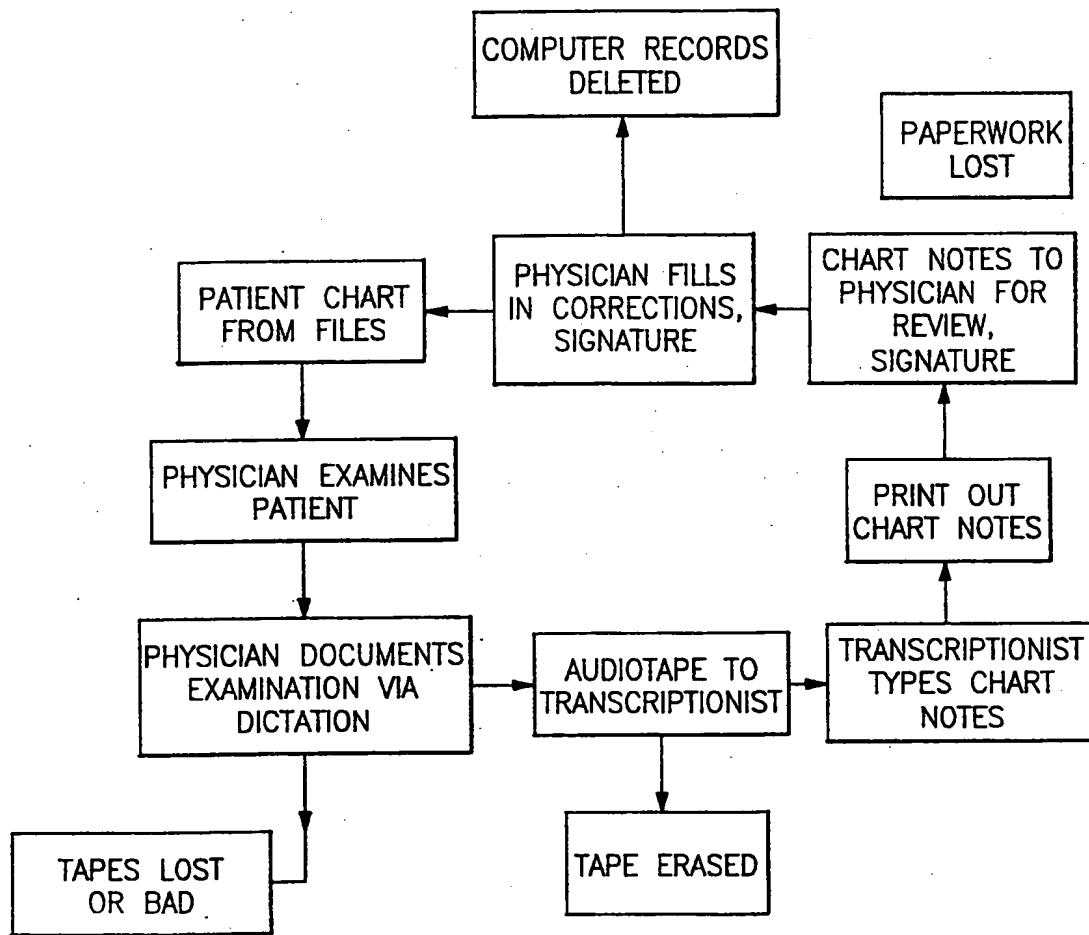 COMPUTER RECORDS
DELETED
PAPERWORK
LOST
PATIENT CHART
FROM FILES
PHYSICIAN FILLS
IN CORRECTIONS,
SIGNATURE
CHART NOTES TO
PHYSICIAN FOR
REVIEW,
SIGNATURE
PHYSICIAN EXAMINES
PATIENT
PRINT OUT
CHART NOTES
PHYSICIAN DOCUMENTS
EXAMINATION VIA
DICTATION
AUDIOTAPE TO
TRANSCRIPTIONIST
TRANSCRIPTIONIST
TYPES CHART
NOTES
TAPES LOST
OR BAD
TAPE ERASED